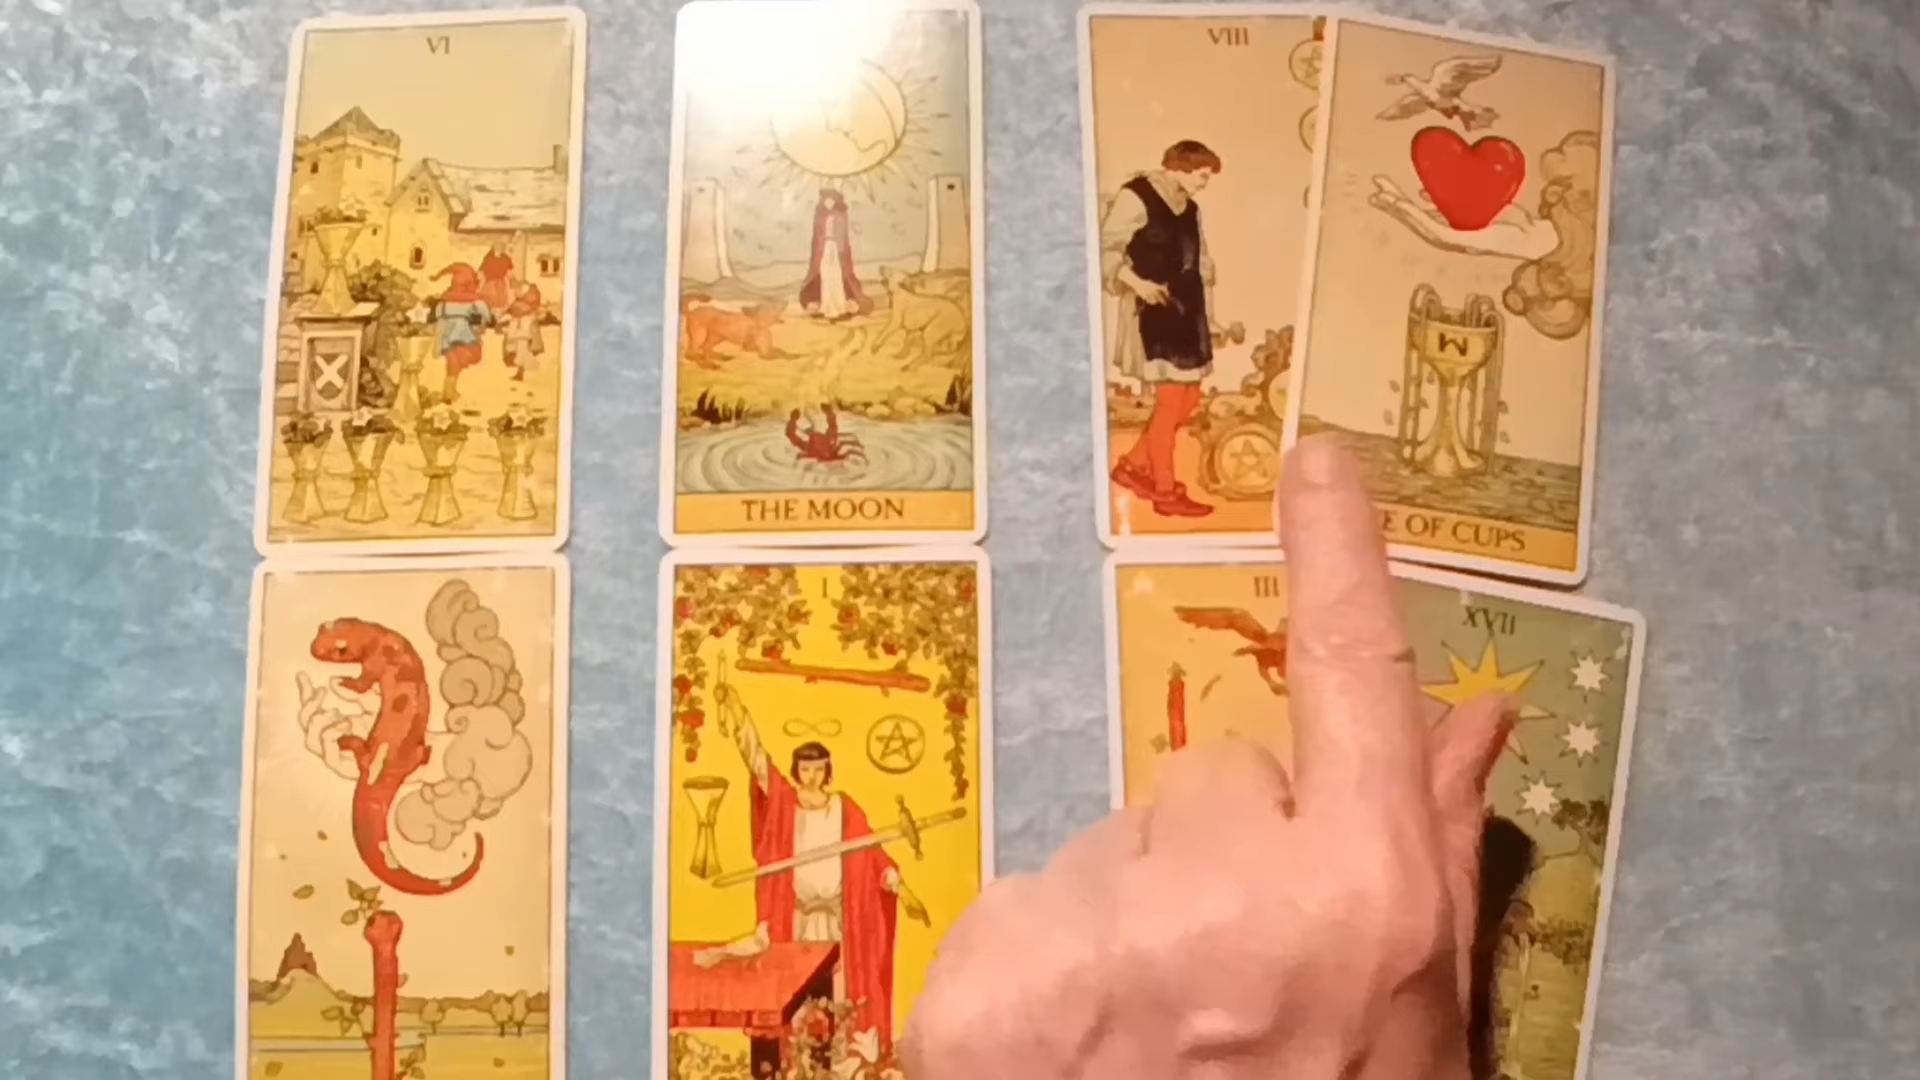 VI
THE MOON
VIII
M
E OF CUPS
I
III
XVII